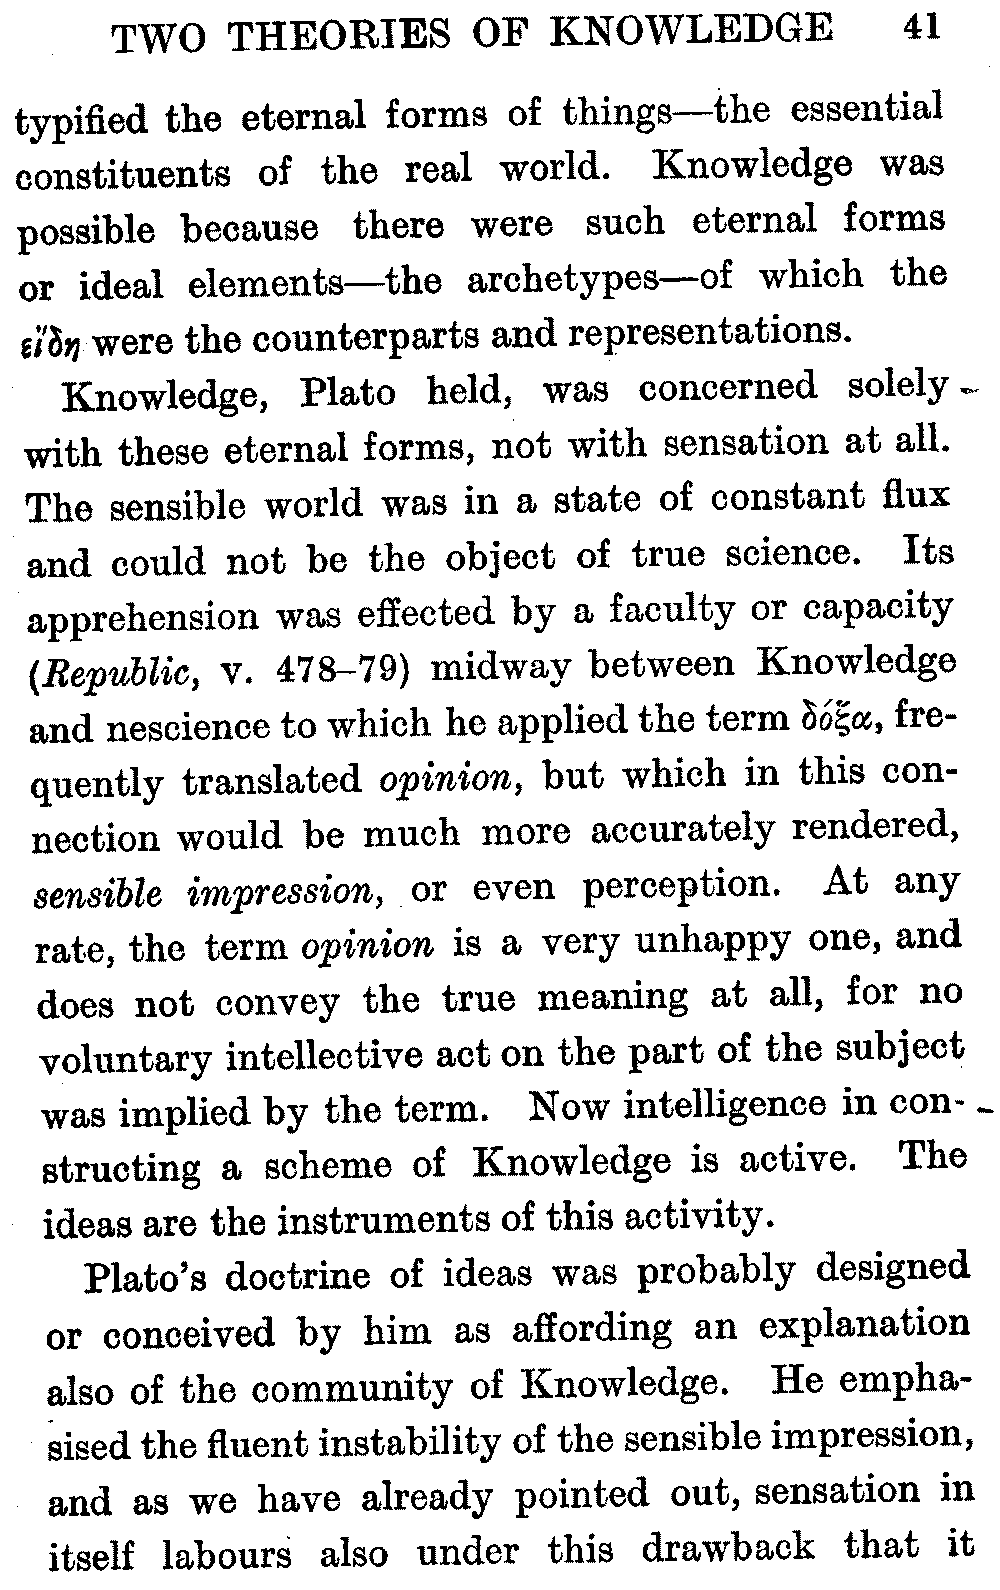 TWO THEORIES OF KNOWLEDGE 41
typified the eternal forms of things—the essential
constituents of the real world. Knowledge was
possible because there were such eternal forms
or ideal elements—the archetypes—of which the
εἴδη were the counterparts and representations.
Knowledge, Plato held, was concerned solely
with these eternal forms, not with sensation at all.
The sensible world was in a state of constant flux
and could not be the object of true science. Its
apprehension was effected by a faculty or capacity
(Republic, v. 478–79) midway between Knowledge
and nescience to which he applied the term δόξα, fre-
quently translated opinion, but which in this con-
nection would be much more accurately rendered,
sensible impression, or even perception. At any
rate, the term opinion is a very unhappy one, and
does not convey the true meaning at all, for no
voluntary intellective act on the part of the subject
was implied by the term. Now intelligence in con-
structing a scheme of Knowledge is active. The
ideas are the instruments of this activity.
Plato's doctrine of ideas was probably designed
or conceived by him as affording an explanation
also of the community of Knowledge. He empha-
sised the fluent instability of the sensible impression,
and as we have already pointed out, sensation in
itself labours also under this drawback that it